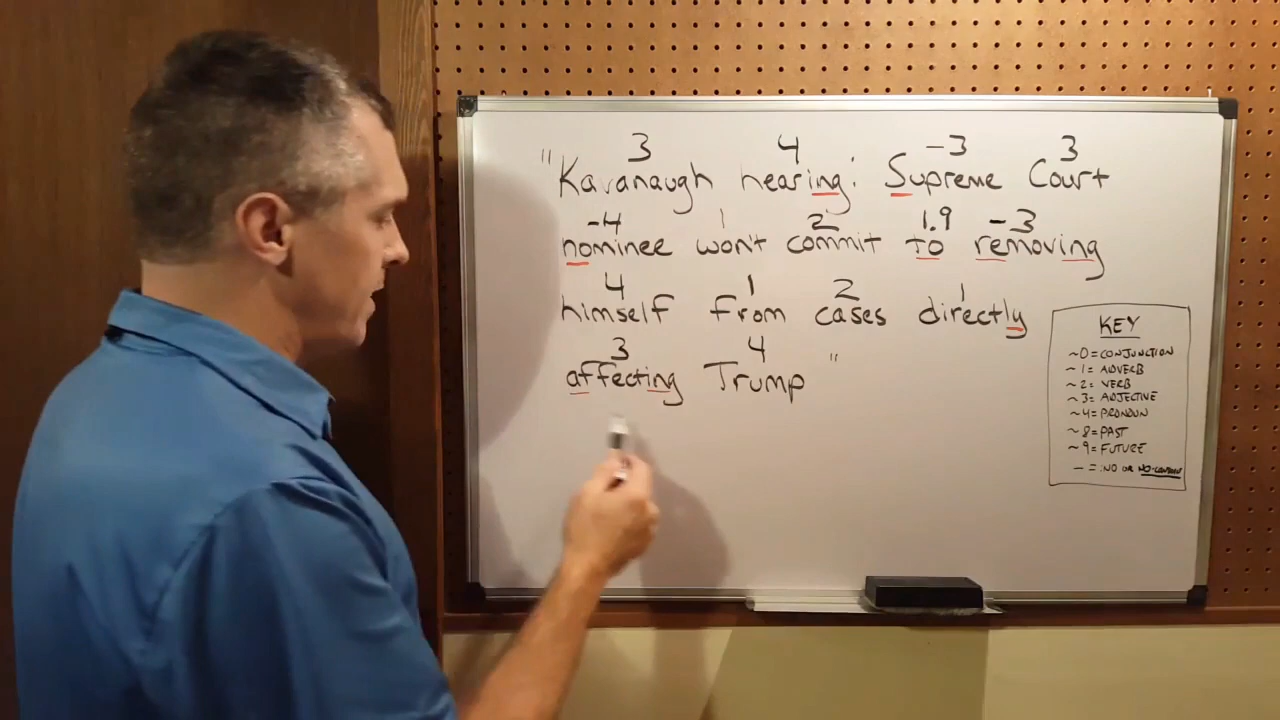 3 4 -3 3
"Kavanaugh hearing: Supreme Court
-4 1 2 1.9 -3
nominee won't commit to removing
4 1 2 1
himself from cases directly
3 4
affecting Trump"
KEY
~0=CONJUNCTION
~1=ADVERB
~2=VERB
~3=ADJECTIVE
~4=PRONOUN
~8=PAST
~9=FUTURE
-=NO OR